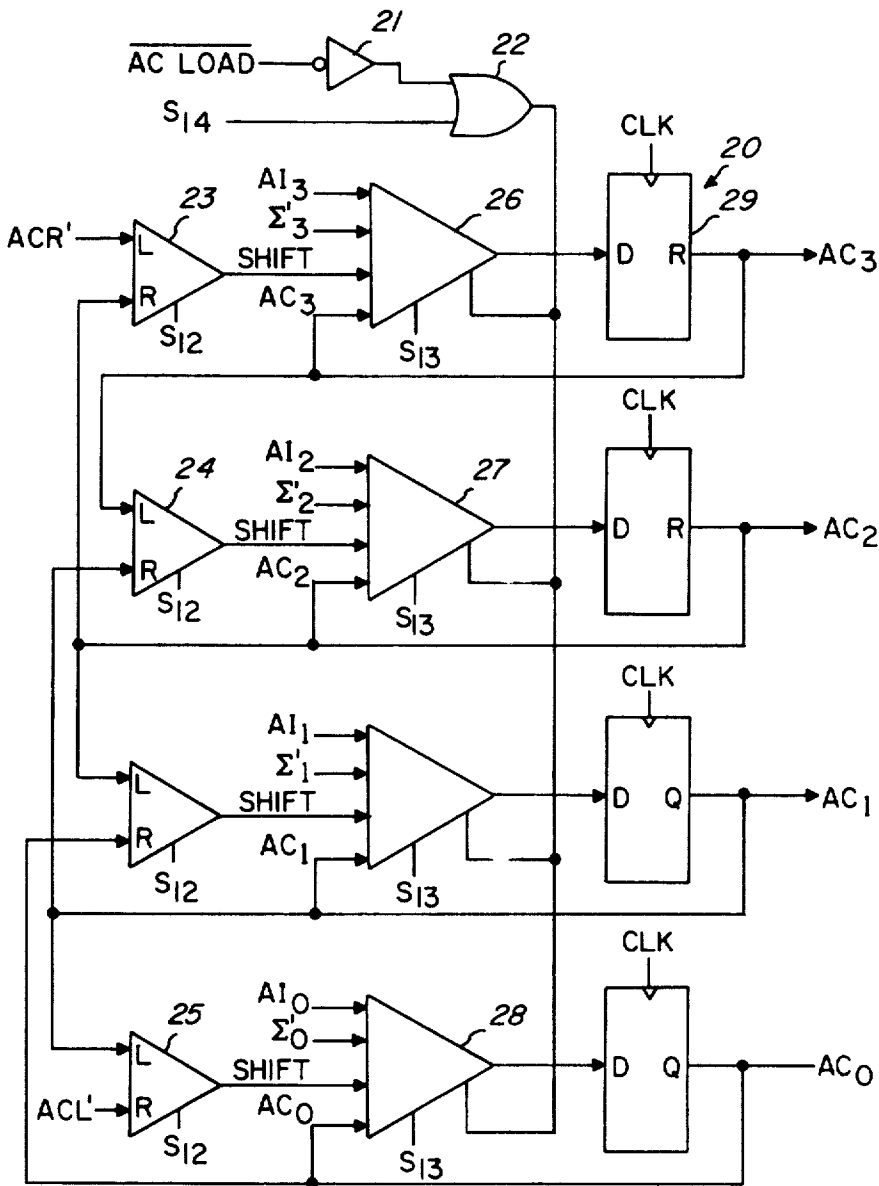 21
AC LOAD
22
S14
CLK
20
AI3
Σ'3
26
29
23
ACR'
L
SHIFT
D R
AC3
AC3
R
S12
S13
CLK
AI2
27
24
Σ'2
L
SHIFT
D R
AC2
AC2
R
S12
S13
CLK
AI1
Σ'1
L
SHIFT
D Q
AC1
R
AC1
S12
S13
CLK
AI0
25
Σ'0
28
L
SHIFT
D Q
AC0
ACL'
R
AC0
S12
S13